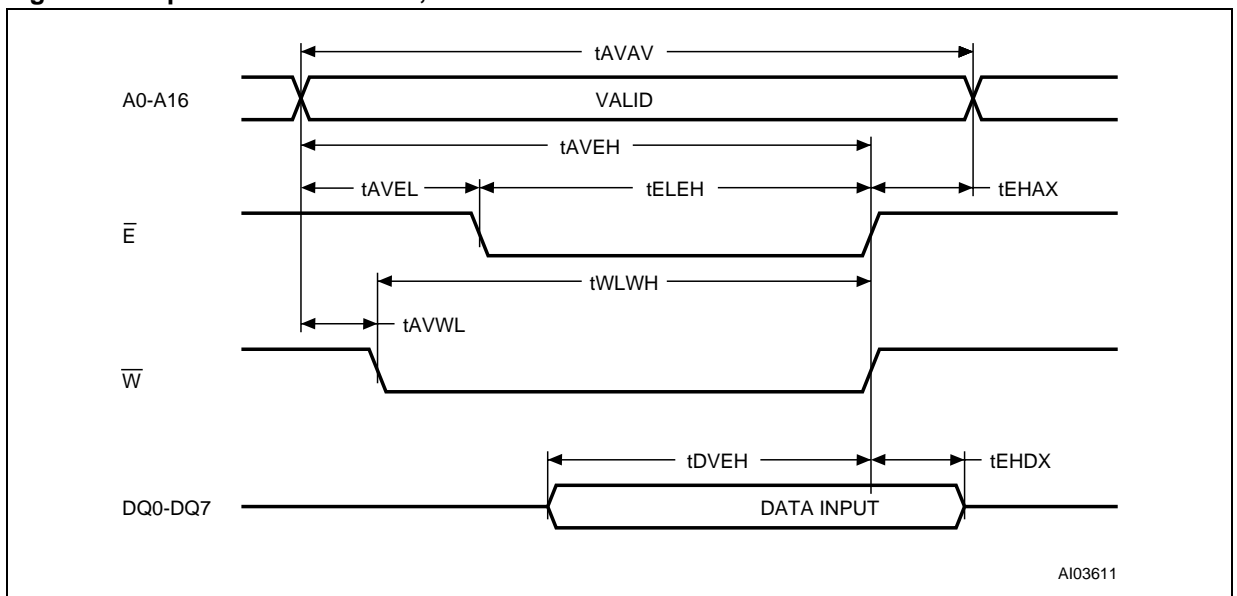 tAVAV
A0-A16
VALID
tAVEH
tAVEL
tELEH
tEHAX
E̅
tWLWH
tAVWL
W̅
tDVEH
tEHDX
DQ0-DQ7
DATA INPUT
AI03611